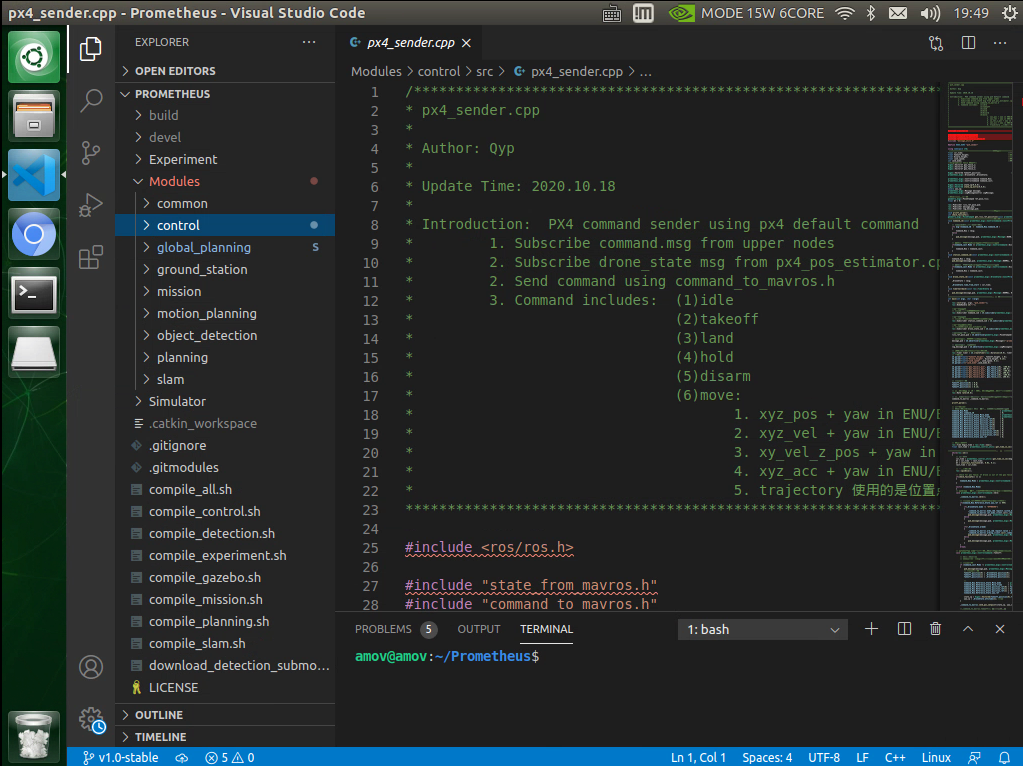 px4_sender.cpp - Prometheus - Visual Studio Code
MODE 15W 6CORE
19:49
EXPLORER
OPEN EDITORS
PROMETHEUS
build
devel
Experiment
Modules
common
control
global_planning S
ground_station
mission
motion_planning
object_detection
planning
slam
Simulator
.catkin_workspace
.gitignore
.gitmodules
compile_all.sh
compile_control.sh
compile_detection.sh
compile_experiment.sh
compile_gazebo.sh
compile_mission.sh
compile_planning.sh
compile_slam.sh
download_detection_submo...
LICENSE
OUTLINE
TIMELINE
px4_sender.cpp
Modules > control > src > px4_sender.cpp > ...
1 /***************************************************************
2 * px4_sender.cpp
3 *
4 * Author: Qyp
5 *
6 * Update Time: 2020.10.18
7 *
8 * Introduction:  PX4 command sender using px4 default command
9 * 1. Subscribe command.msg from upper nodes
10 * 2. Subscribe drone_state msg from px4_pos_estimator.cp
11 * 2. Send command using command_to_mavros.h
12 * 3. Command includes:  (1)idle
13 * (2)takeoff
14 * (3)land
15 * (4)hold
16 * (5)disarm
17 * (6)move:
18 * 1. xyz_pos + yaw in ENU/B
19 * 2. xyz_vel + yaw in ENU/B
20 * 3. xy_vel_z_pos + yaw in
21 * 4. xyz_acc + yaw in ENU/B
22 * 5. trajectory 使用的是位置点
23 ***************************************************************
24
25 #include <ros/ros.h>
26
27 #include "state_from_mavros.h"
28 #include "command_to_mavros.h"
PROBLEMS 5 OUTPUT TERMINAL 1: bash
amov@amov:~/Prometheus$
v1.0-stable 5 0 Ln 1, Col 1 Spaces: 4 UTF-8 LF C++ Linux